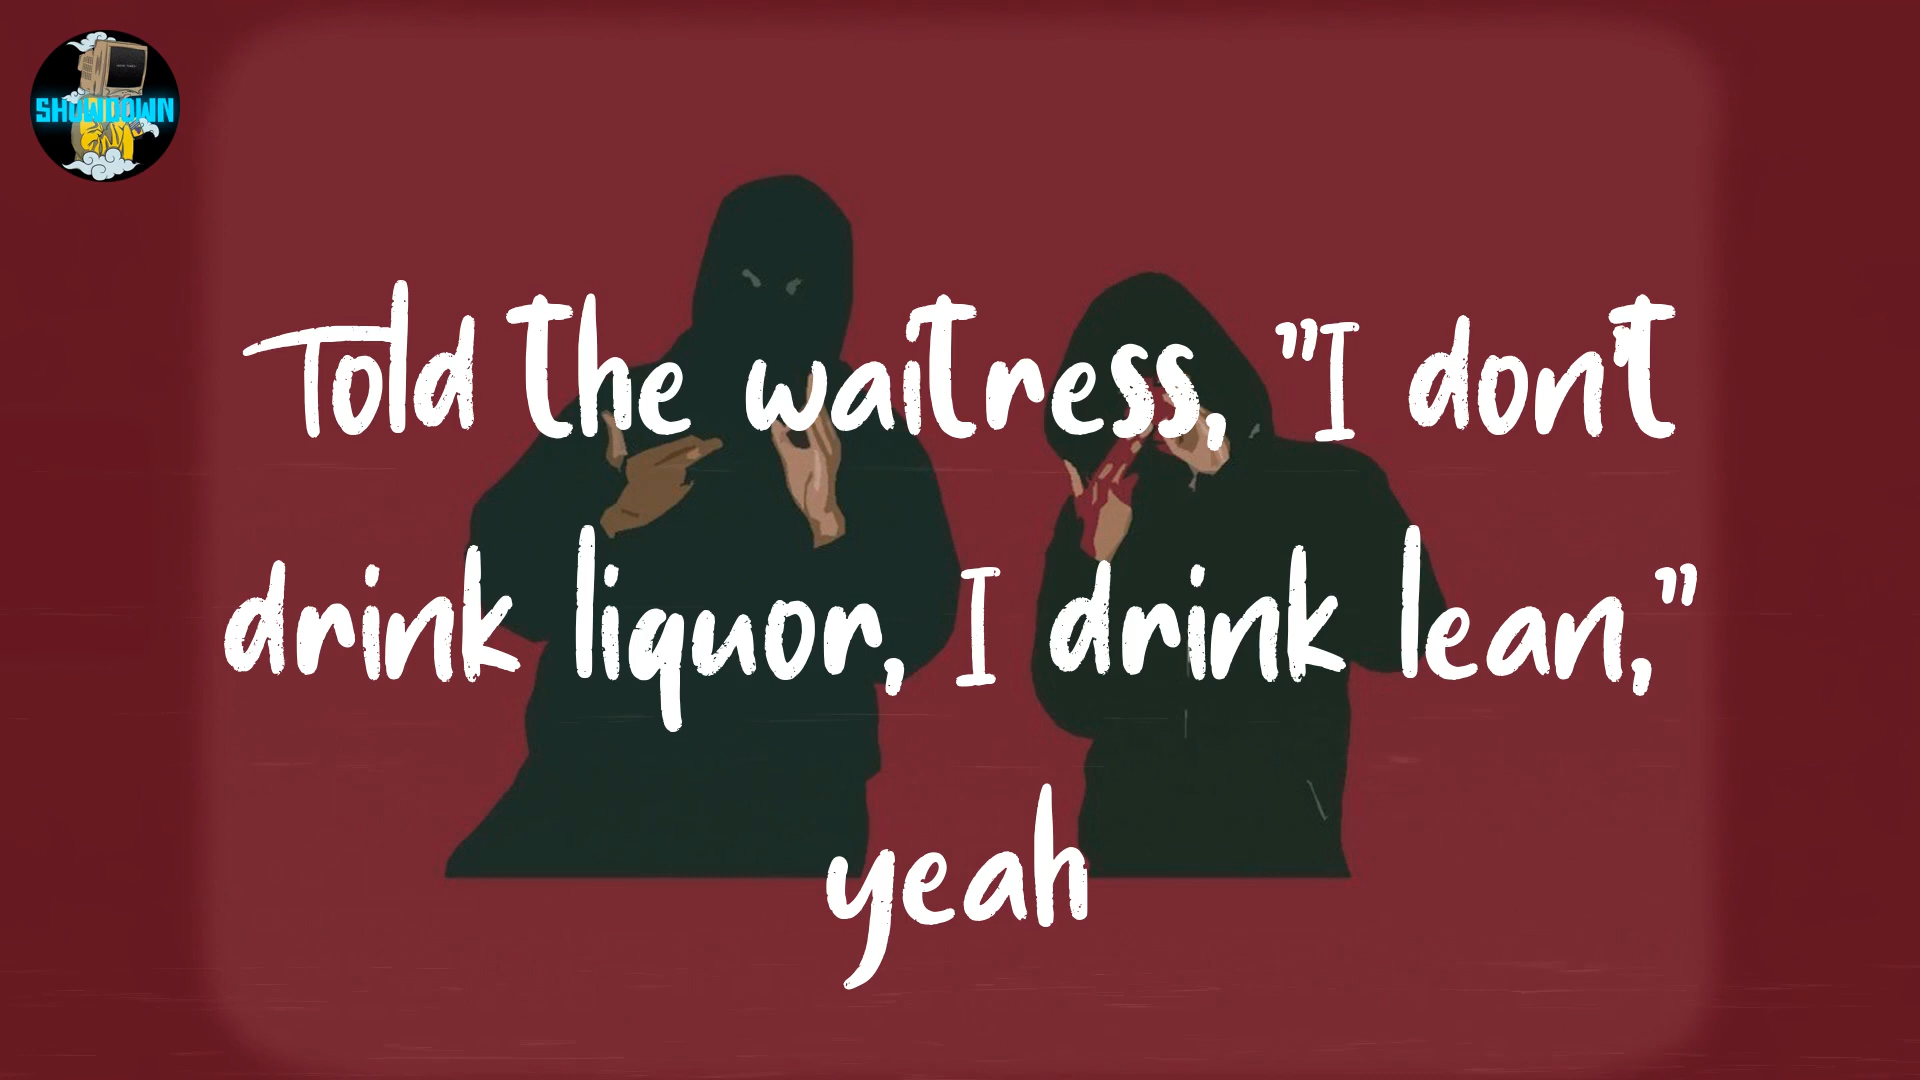 SHOWDOWN
Told the waitress, "I don't
drink liquor, I drink lean,"
yeah